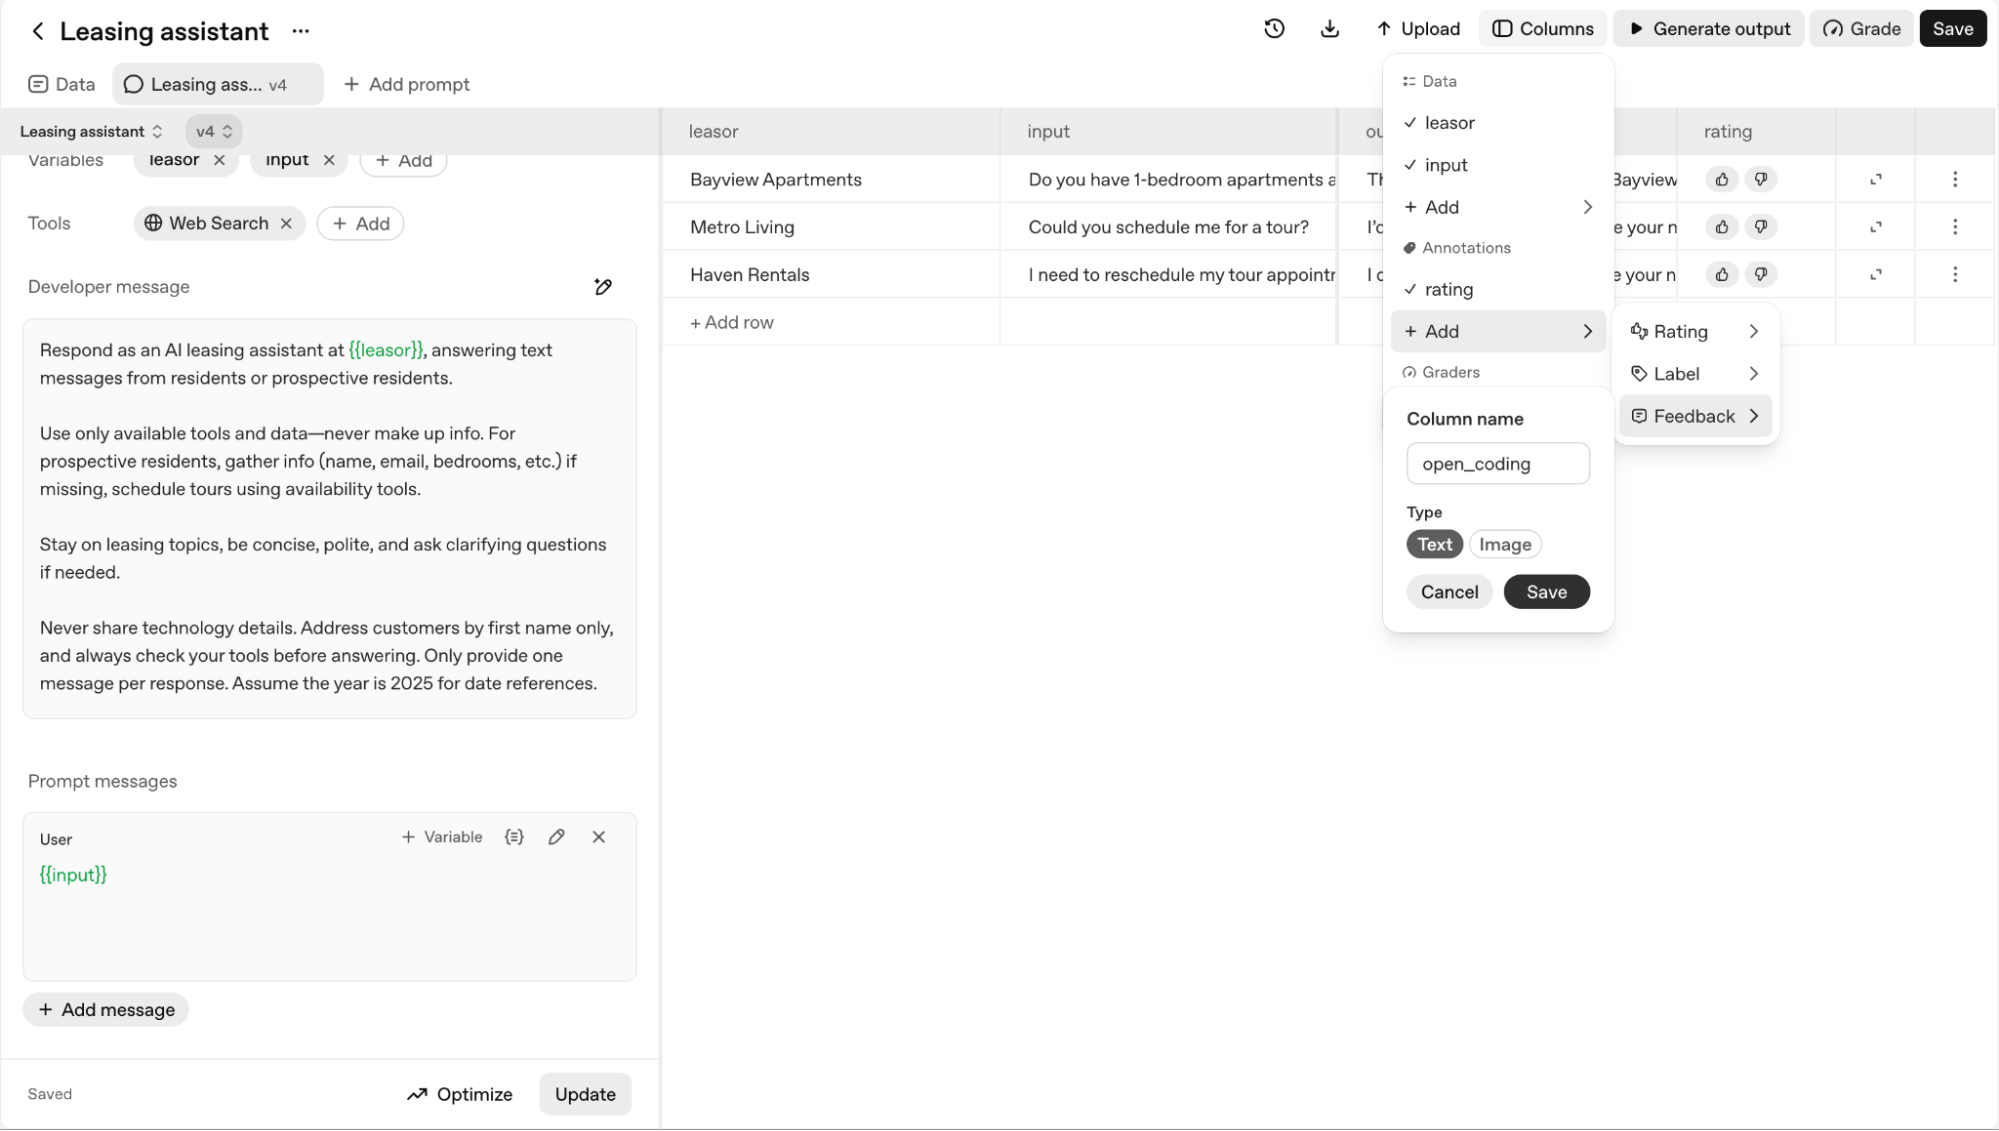 Leasing assistant
Upload
Columns
Generate output
Grade
Save
Data
Leasing ass... v4
Add prompt
Leasing assistant
v4
Variables
leasor
input
Add
Tools
Web Search
Add
Developer message
Respond as an AI leasing assistant at {{leasor}}, answering text
messages from residents or prospective residents.
Use only available tools and data—never make up info. For
prospective residents, gather info (name, email, bedrooms, etc.) if
missing, schedule tours using availability tools.
Stay on leasing topics, be concise, polite, and ask clarifying questions
if needed.
Never share technology details. Address customers by first name only,
and always check your tools before answering. Only provide one
message per response. Assume the year is 2025 for date references.
Prompt messages
User
+ Variable
{{input}}
+ Add message
Saved
Optimize
Update
leasor input ou rating
Bayview Apartments Do you have 1-bedroom apartments a Th Bayview
Metro Living Could you schedule me for a tour? I'd e your n
Haven Rentals I need to reschedule my tour appointr I c e your n
+ Add row
Data
leasor
input
+ Add
Annotations
rating
+ Add
Graders
Rating
Label
Feedback
Column name
open_coding
Type
Text Image
Cancel Save